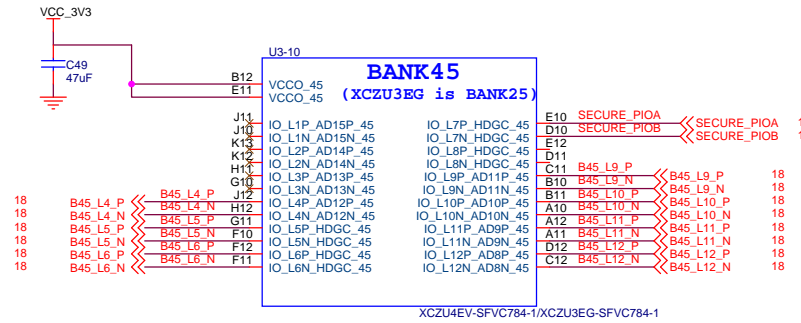 VCC_3V3
C49
47uF
U3-10
BANK45
(XCZU3EG is BANK25)
B12 VCCO_45
E11 VCCO_45
J11 IO_L1P_AD15P_45
J10 IO_L1N_AD15N_45
K13 IO_L2P_AD14P_45
K12 IO_L2N_AD14N_45
H11 IO_L3P_AD13P_45
G10 IO_L3N_AD13N_45
18 B45_L4_P B45_L4_P J12 IO_L4P_AD12P_45
18 B45_L4_N B45_L4_N H12 IO_L4N_AD12N_45
18 B45_L5_P B45_L5_P G11 IO_L5P_HDGC_45
18 B45_L5_N B45_L5_N F10 IO_L5N_HDGC_45
18 B45_L6_P B45_L6_P F12 IO_L6P_HDGC_45
18 B45_L6_N B45_L6_N F11 IO_L6N_HDGC_45
IO_L7P_HDGC_45 E10 SECURE_PIOA SECURE_PIOA 1
IO_L7N_HDGC_45 D10 SECURE_PIOB SECURE_PIOB 1
IO_L8P_HDGC_45 E12
IO_L8N_HDGC_45 D11
IO_L9P_AD11P_45 C11 B45_L9_P B45_L9_P 18
IO_L9N_AD11N_45 B10 B45_L9_N B45_L9_N 18
IO_L10P_AD10P_45 B11 B45_L10_P B45_L10_P 18
IO_L10N_AD10N_45 A10 B45_L10_N B45_L10_N 18
IO_L11P_AD9P_45 A12 B45_L11_P B45_L11_P 18
IO_L11N_AD9N_45 A11 B45_L11_N B45_L11_N 18
IO_L12P_AD8P_45 D12 B45_L12_P B45_L12_P 18
IO_L12N_AD8N_45 C12 B45_L12_N B45_L12_N 18
XCZU4EV-SFVC784-1/XCZU3EG-SFVC784-1